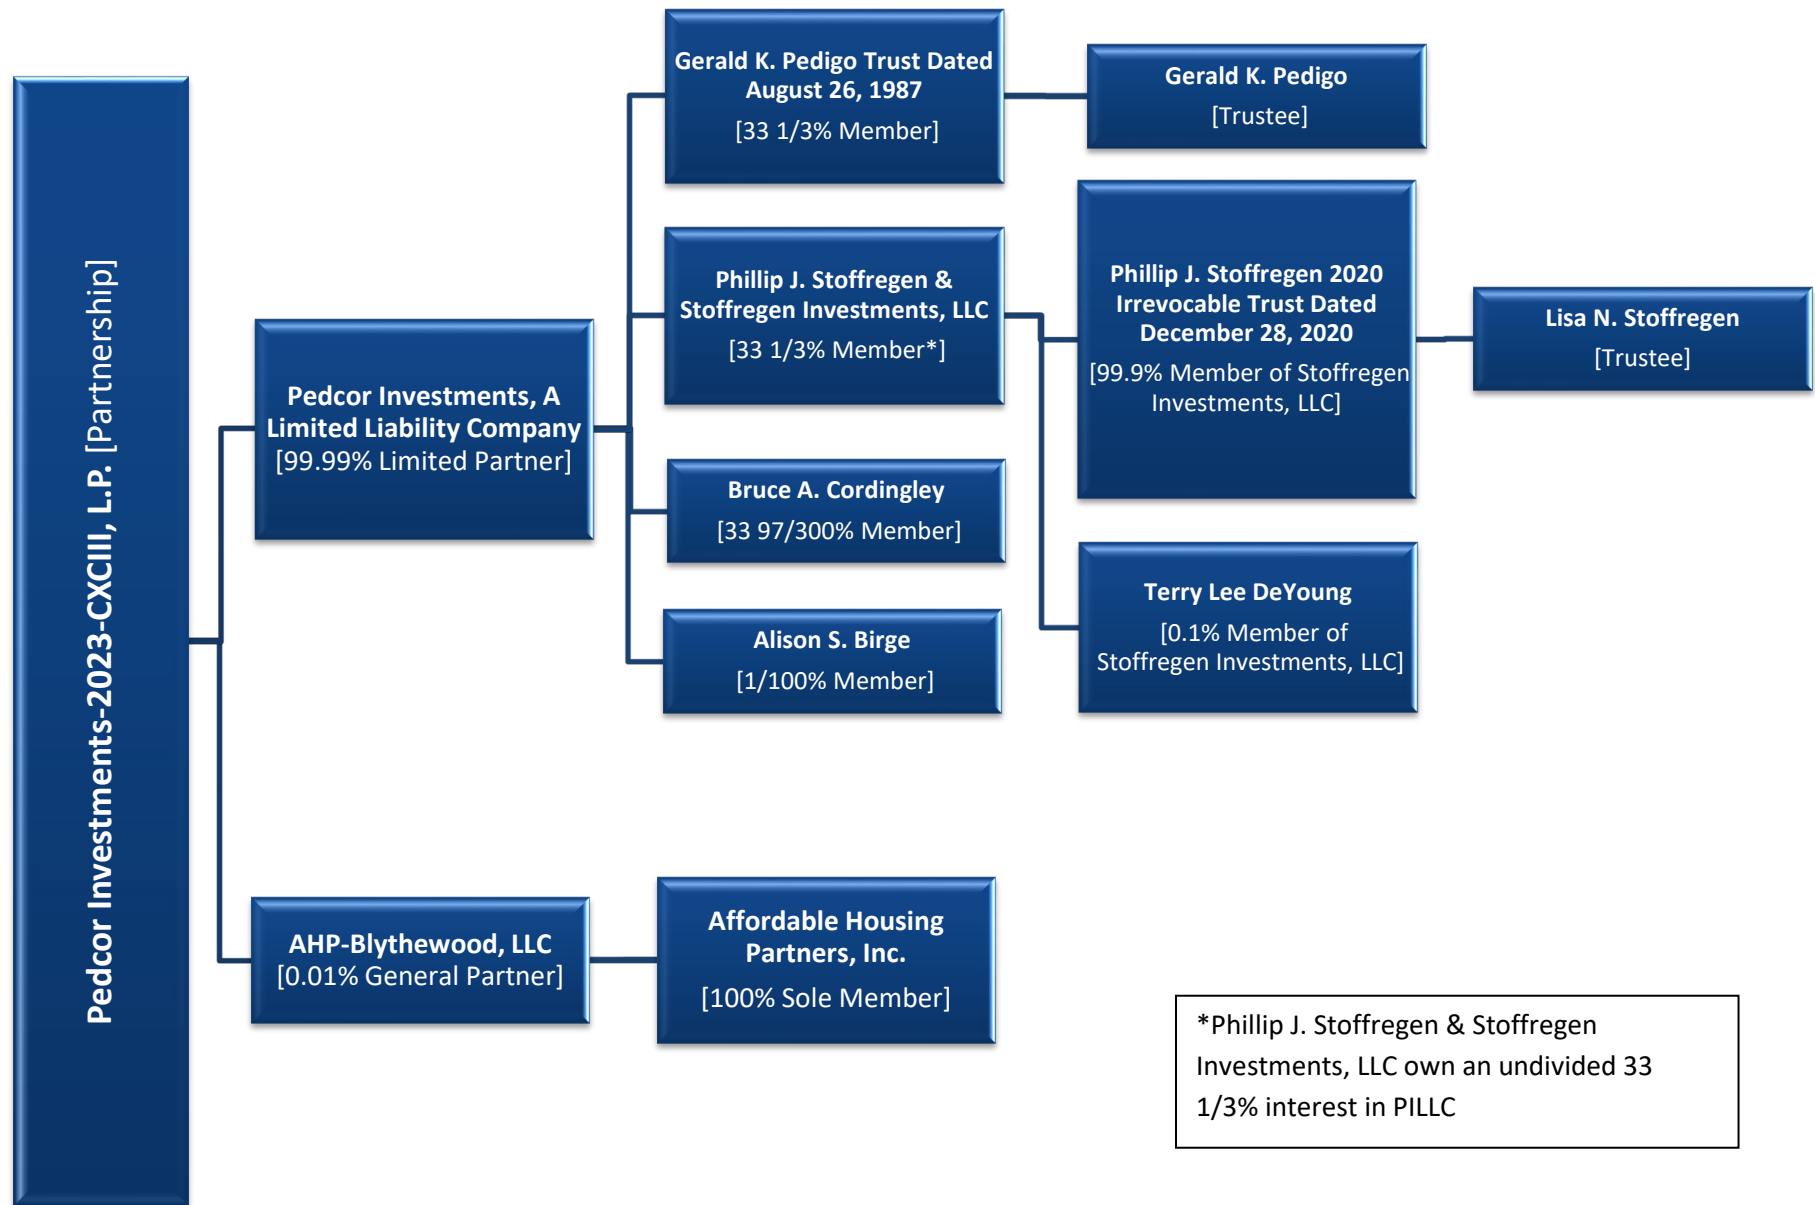 Pedcor Investments-2023-CXCIII, L.P. [Partnership]
Pedcor Investments, A
Limited Liability Company
[99.99% Limited Partner]
Gerald K. Pedigo Trust Dated
August 26, 1987
[33 1/3% Member]
Gerald K. Pedigo
[Trustee]
Phillip J. Stoffregen &
Stoffregen Investments, LLC
[33 1/3% Member*]
Phillip J. Stoffregen 2020
Irrevocable Trust Dated
December 28, 2020
[99.9% Member of Stoffregen
Investments, LLC]
Lisa N. Stoffregen
[Trustee]
Terry Lee DeYoung
[0.1% Member of
Stoffregen Investments, LLC]
Bruce A. Cordingley
[33 97/300% Member]
Alison S. Birge
[1/100% Member]
AHP-Blythewood, LLC
[0.01% General Partner]
Affordable Housing
Partners, Inc.
[100% Sole Member]
*Phillip J. Stoffregen & Stoffregen
Investments, LLC own an undivided 33
1/3% interest in PILLC